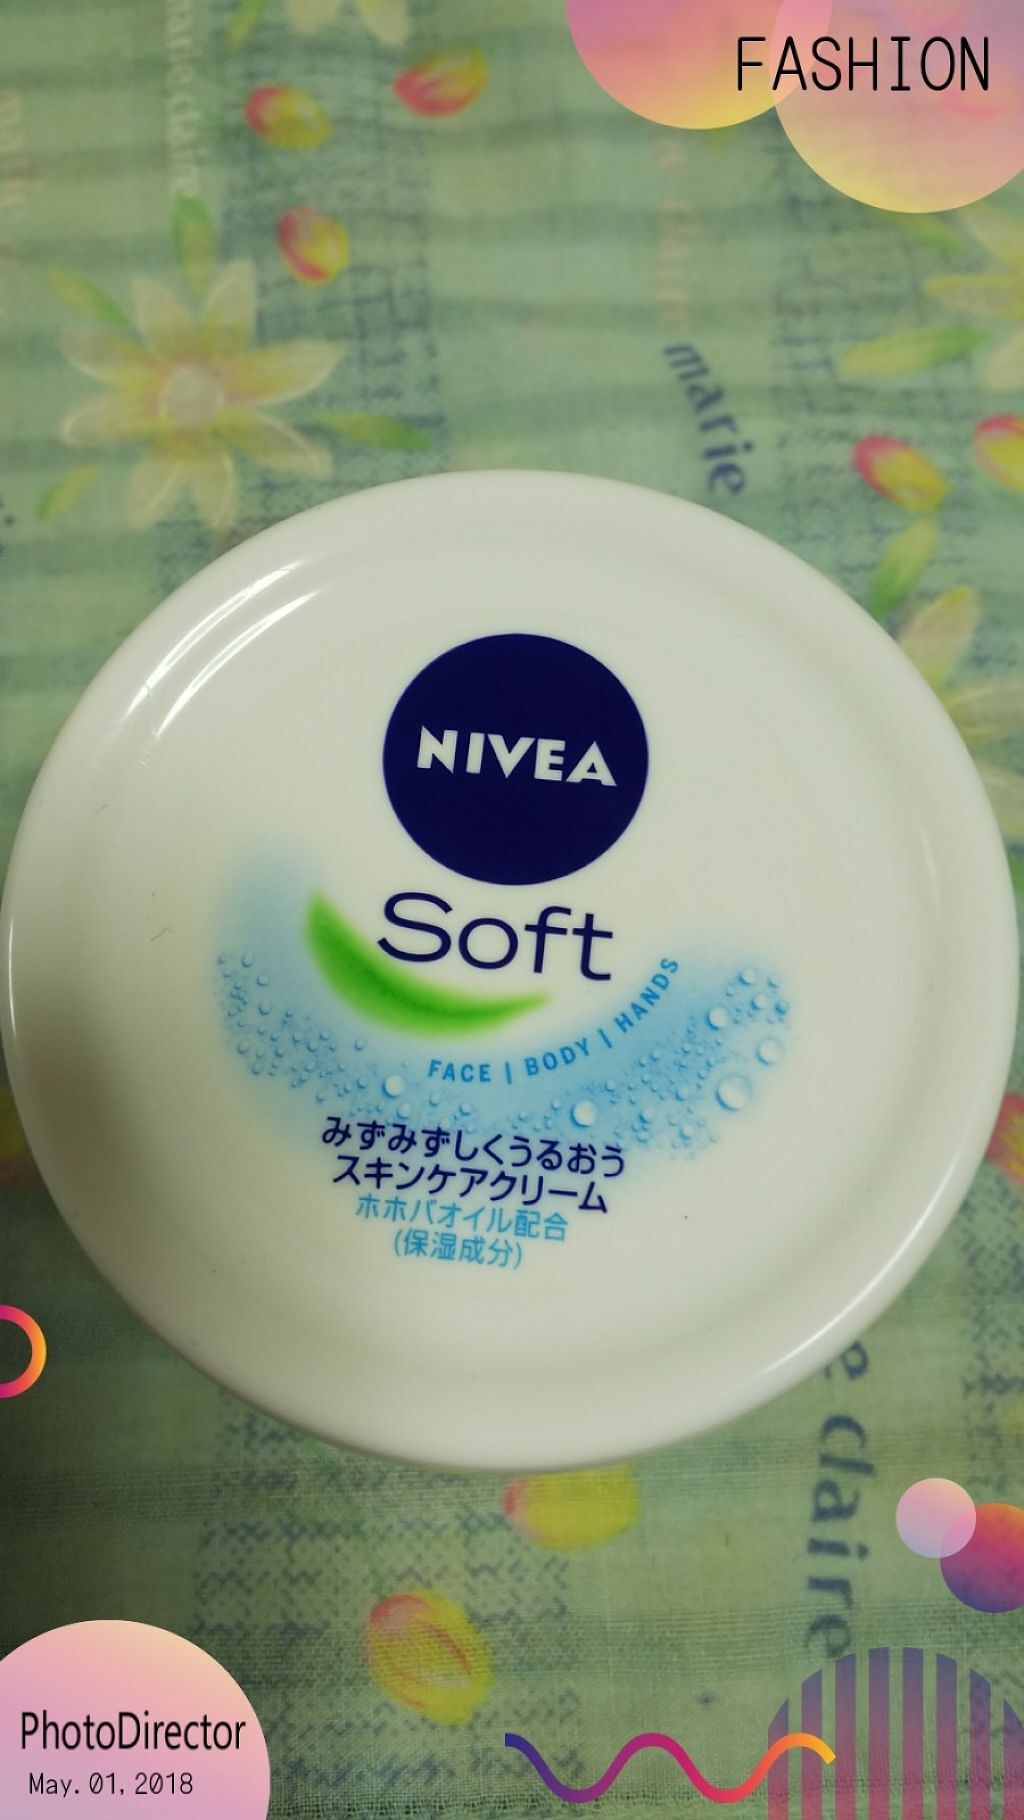 FASHION
marie claire
marie
NIVEA
Soft
FACE | BODY | HANDS
みずみずしくうるおう
スキンケアクリーム
ホホバオイル配合
(保湿成分)
e claire
PhotoDirector
May. 01, 2018